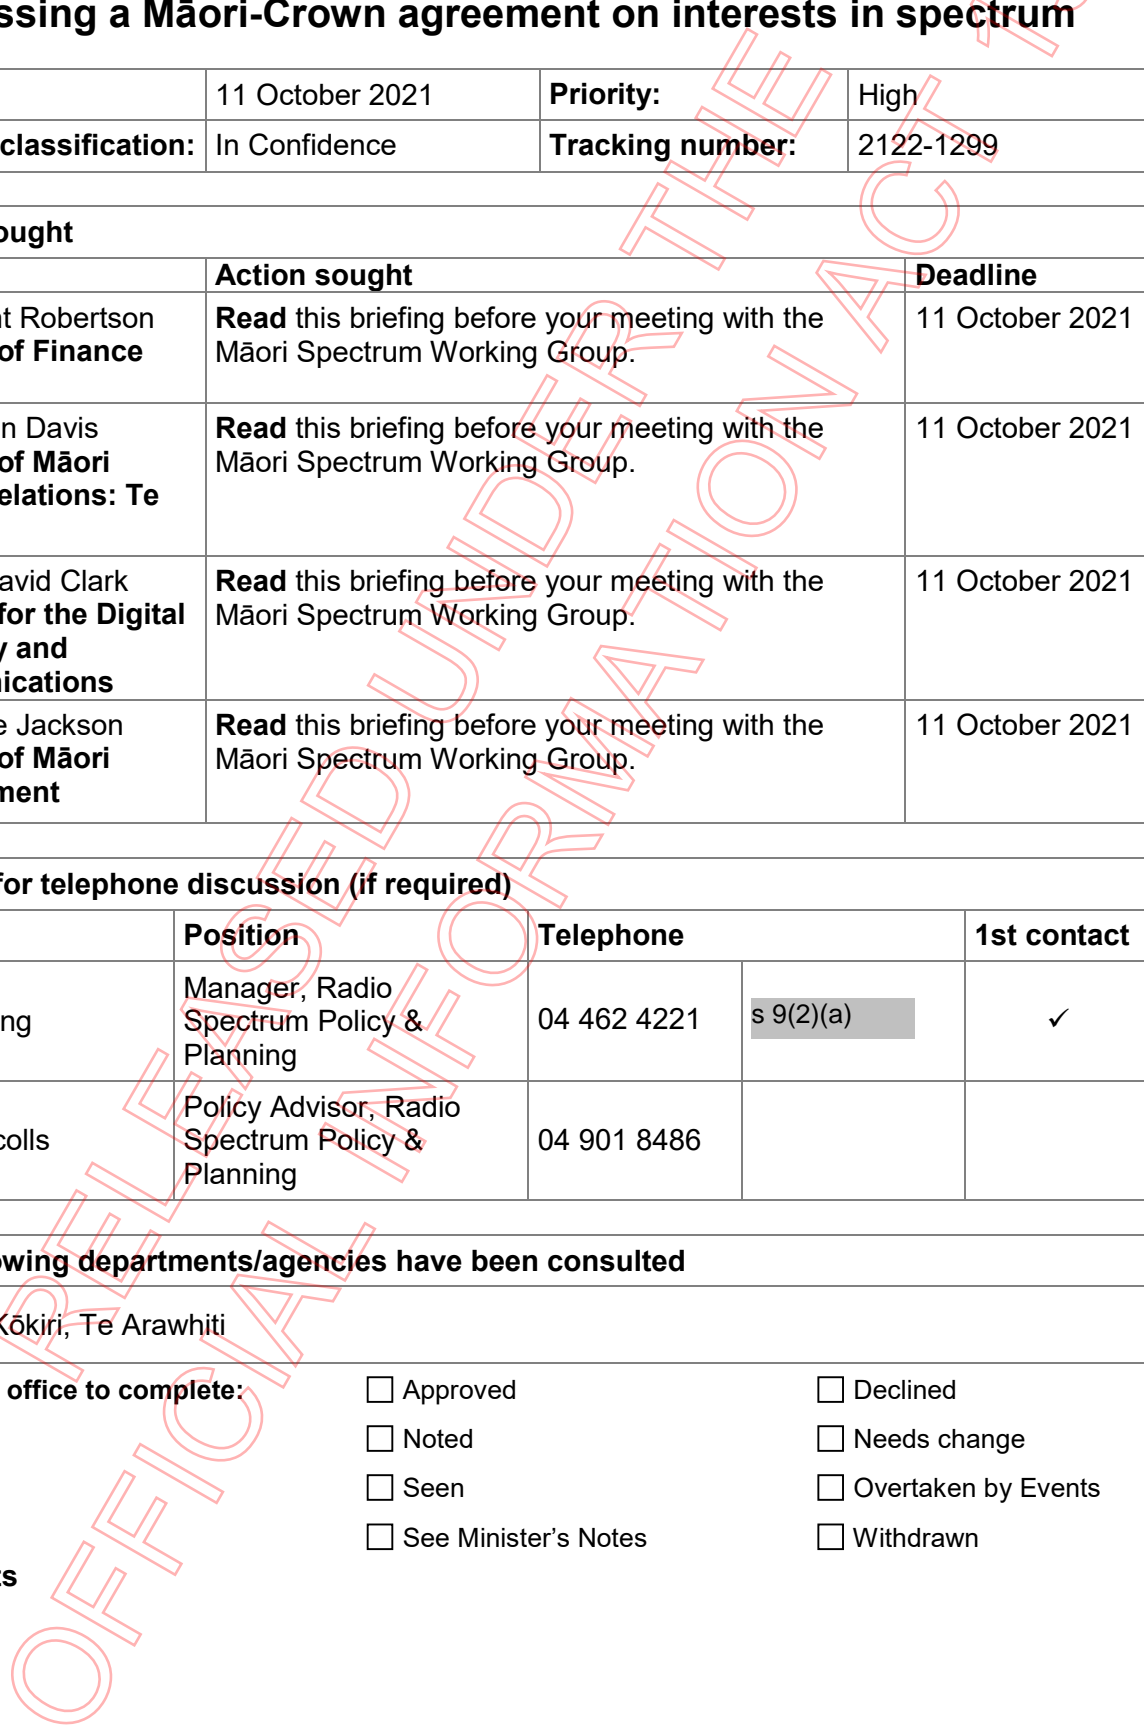 ssing a Māori-Crown agreement on interests in spectrum
11 October 2021 Priority: High
classification: In Confidence Tracking number: 2122-1299
ought
Action sought Deadline
nt Robertson
of Finance
Read this briefing before your meeting with the
Māori Spectrum Working Group.
11 October 2021
n Davis
of Māori
elations: Te
Read this briefing before your meeting with the
Māori Spectrum Working Group.
11 October 2021
avid Clark
for the Digital
y and
nications
Read this briefing before your meeting with the
Māori Spectrum Working Group.
11 October 2021
e Jackson
of Māori
ment
Read this briefing before your meeting with the
Māori Spectrum Working Group.
11 October 2021
for telephone discussion (if required)
Position Telephone 1st contact
ng
Manager, Radio
Spectrum Policy &
Planning
04 462 4221
s 9(2)(a)
✓
colls
Policy Advisor, Radio
Spectrum Policy &
Planning
04 901 8486
owing departments/agencies have been consulted
Kōkiri, Te Arawhiti
office to complete:
Approved
Declined
Noted
Needs change
Seen
Overtaken by Events
See Minister's Notes
Withdrawn
ts
RELEASED UNDER THE
OFFICIAL INFORMATION ACT 1